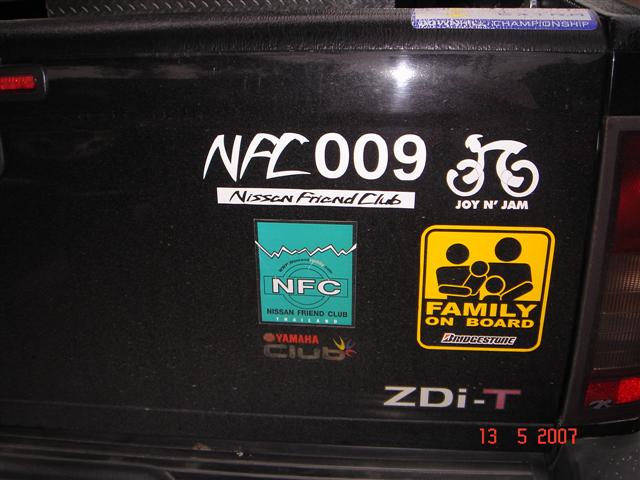 DOWNHILL CHAMPIONSHIP
NFC 009
Nissan Friend Club
JOY N' JAM
NFC
NISSAN FRIEND CLUB
THAILAND
YAMAHA
Club
FAMILY
ON BOARD
BRIDGESTONE
ZDi-T
13 5 2007